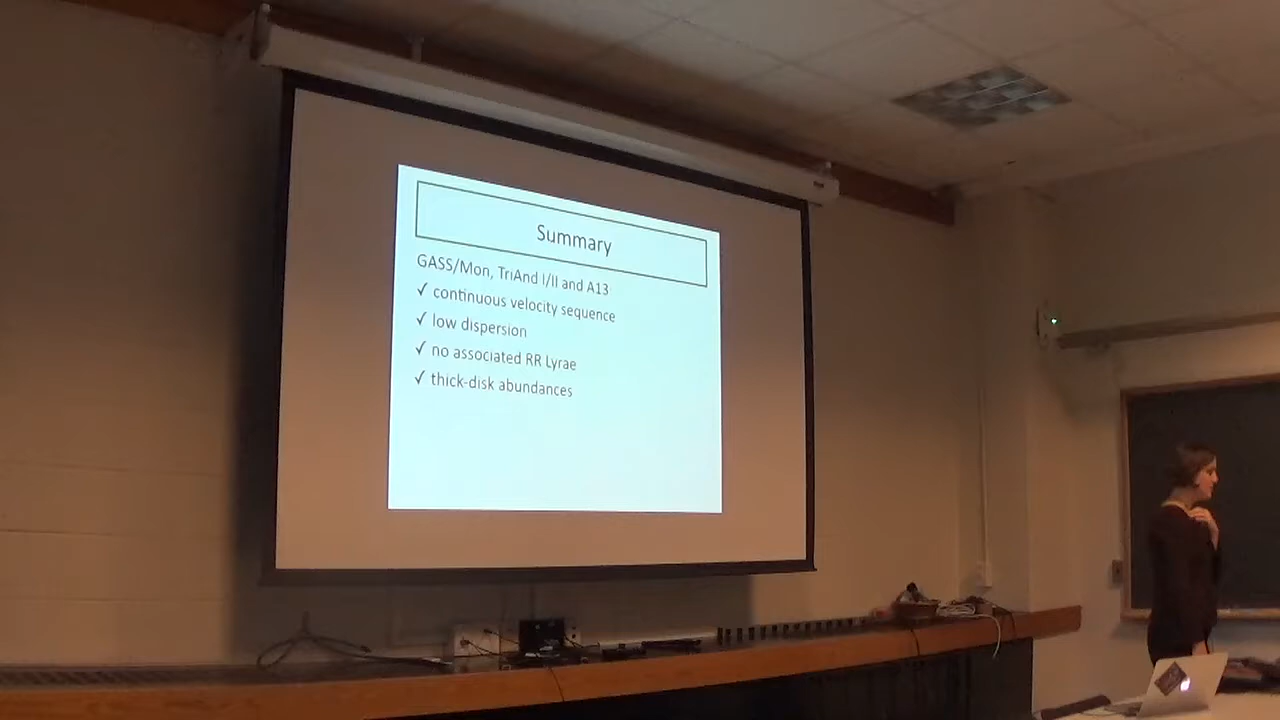 Summary
GASS/Mon, TriAnd I/II and A13
✓ continuous velocity sequence
✓ low dispersion
✓ no associated RR Lyrae
✓ thick-disk abundances